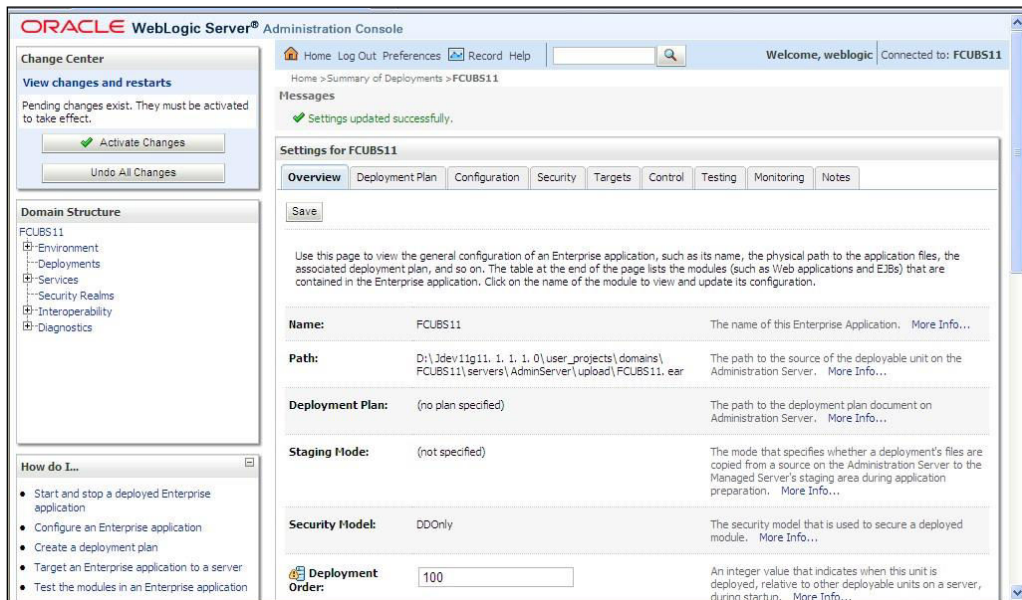 ORACLE WebLogic Server® Administration Console
Change Center
View changes and restarts
Pending changes exist. They must be activated
to take effect.
Activate Changes
Undo All Changes
Domain Structure
FCUBS11
Environment
Deployments
Services
Security Realms
Interoperability
Diagnostics
How do I...
Start and stop a deployed Enterprise
application
Configure an Enterprise application
Create a deployment plan
Target an Enterprise application to a server
Test the modules in an Enterprise application
Home Log Out Preferences Record Help
Welcome, weblogic Connected to: FCUBS11
Home >Summary of Deployments >FCUBS11
Messages
Settings updated successfully.
Settings for FCUBS11
Overview Deployment Plan Configuration Security Targets Control Testing Monitoring Notes
Save
Use this page to view the general configuration of an Enterprise application, such as its name, the physical path to the application files, the
associated deployment plan, and so on. The table at the end of the page lists the modules (such as Web applications and EJBs) that are
contained in the Enterprise application. Click on the name of the module to view and update its configuration.
Name: FCUBS11 The name of this Enterprise Application. More Info...
Path: D:\Jdev11g11. 1. 1. 1. 0\user_projects\domains\ The path to the source of the deployable unit on the
FCUBS11\servers\AdminServer\upload\FCUBS11. ear Administration Server. More Info...
Deployment Plan: (no plan specified) The path to the deployment plan document on
Administration Server. More Info...
Staging Mode: (not specified) The mode that specifies whether a deployment's files are
copied from a source on the Administration Server to the
Managed Server's staging area during application
preparation. More Info...
Security Model: DDOnly The security model that is used to secure a deployed
module. More Info...
Deployment 100 An integer value that indicates when this unit is
Order: deployed, relative to other deployable units on a server,
during startup. More Info...